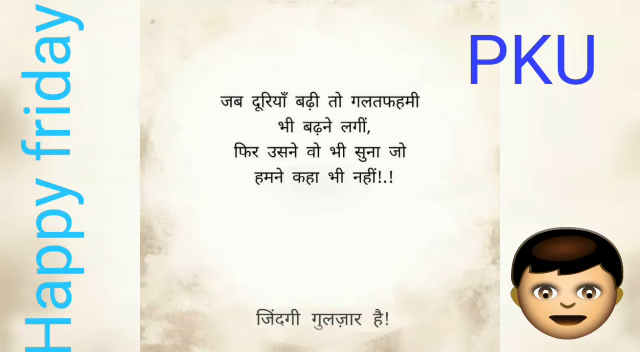 Happy friday
PKU
जब दूरियाँ बढ़ी तो गलतफहमी
भी बढ़ने लगीं,
फिर उसने वो भी सुना जो
हमने कहा भी नहीं!.!
जिंदगी गुलज़ार है!